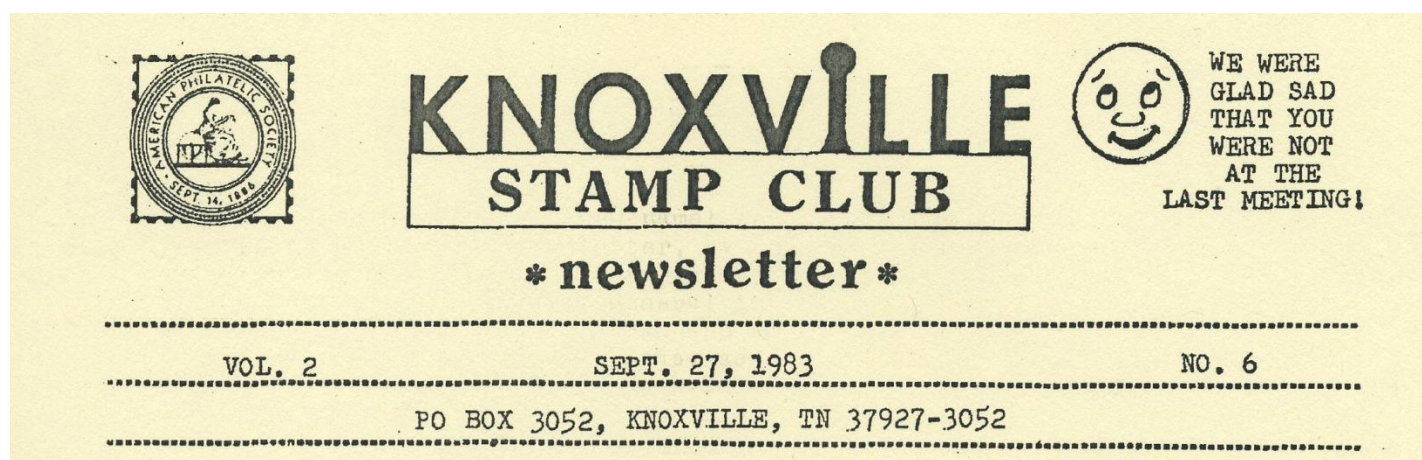 AMERICAN PHILATELIC SOCIETY
SEPT. 14, 1886
KNOXVILLE
STAMP CLUB
*newsletter*
WE WERE
GLAD SAD
THAT YOU
WERE NOT
AT THE
LAST MEETING!
VOL. 2 SEPT. 27, 1983 NO. 6
PO BOX 3052, KNOXVILLE, TN 37927-3052